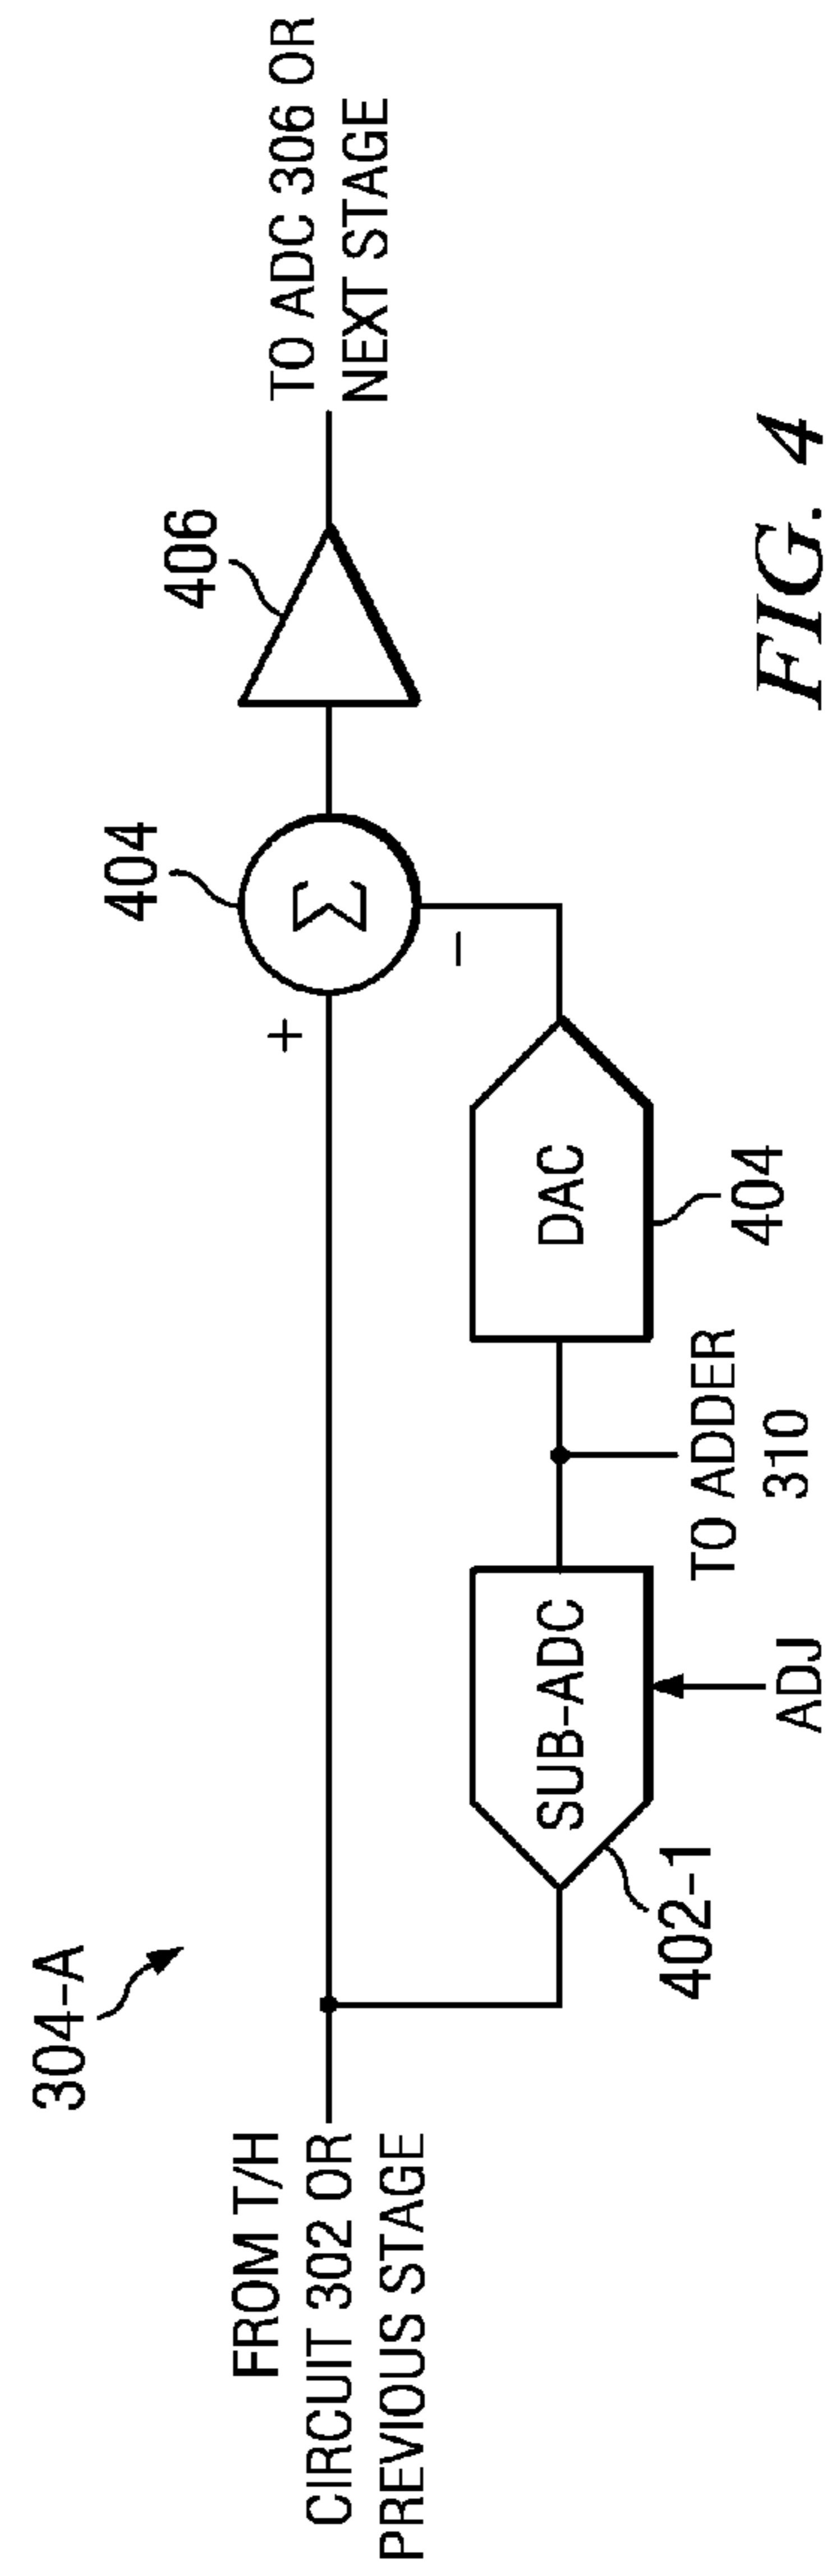 304-A
FROM T/H
CIRCUIT 302 OR
PREVIOUS STAGE
402-1
SUB-ADC
ADJ
TO ADDER
310
DAC
404
+
−
Σ
404
406
TO ADC 306 OR
NEXT STAGE
FIG. 4